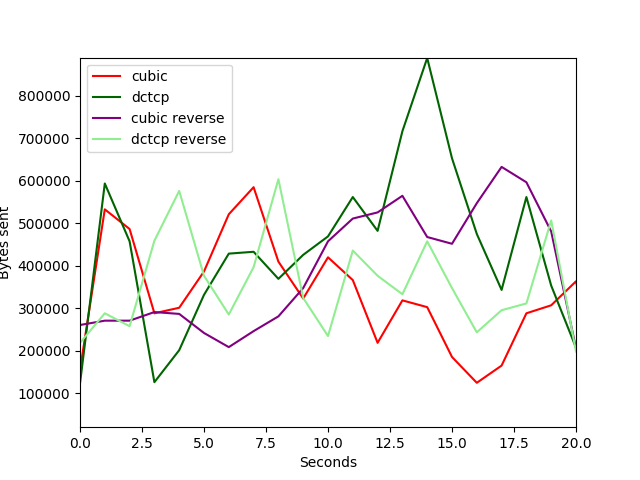 cubic
dctcp
cubic reverse
dctcp reverse
Bytes sent
800000
700000
600000
500000
400000
300000
200000
100000
0.0 2.5 5.0 7.5 10.0 12.5 15.0 17.5 20.0
Seconds